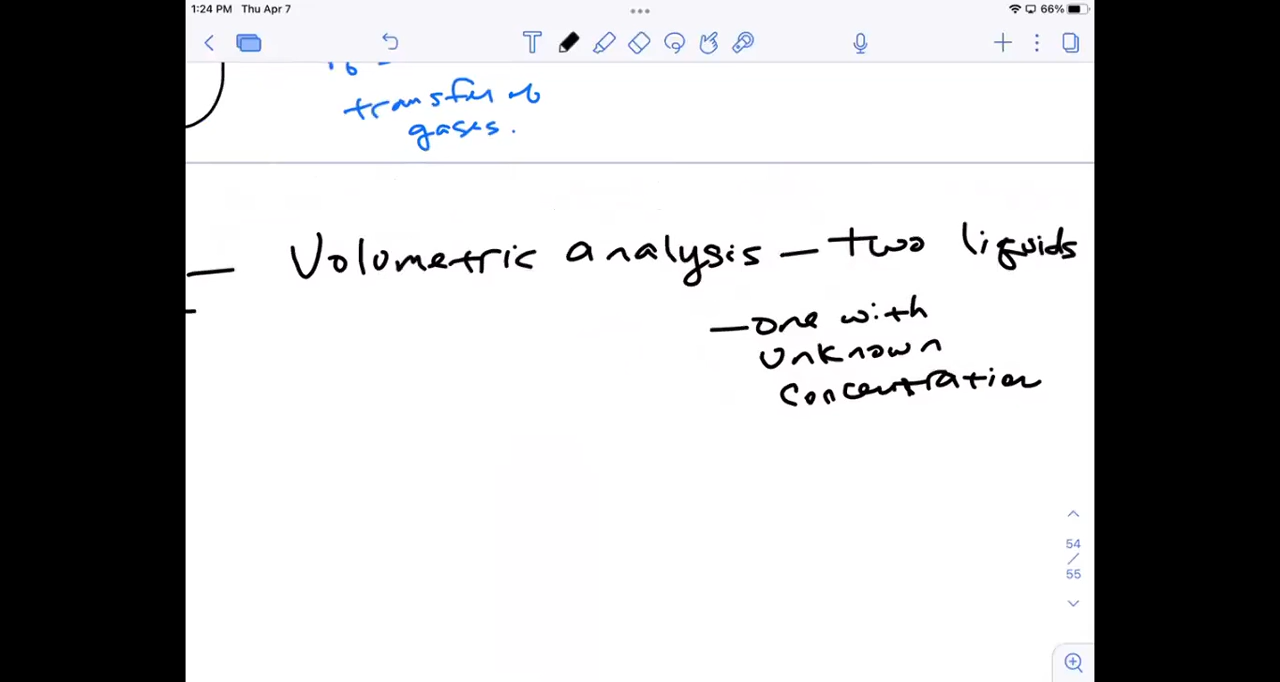 1:24 PM Thu Apr 7
66%
transfer of
gases.
Volometric analysis — two liquids
— one with
unknown
concentration
54
/
55